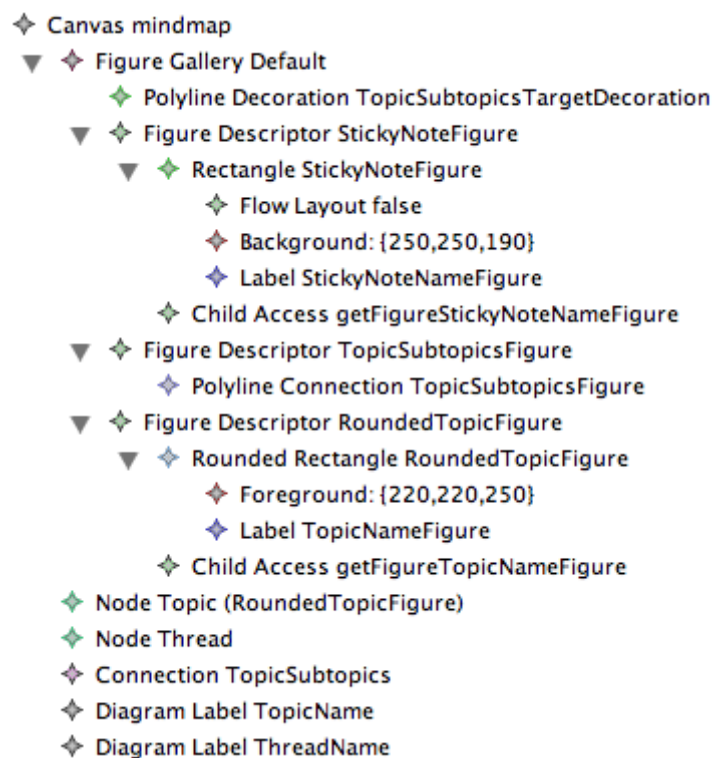 Canvas mindmap
Figure Gallery Default
Polyline Decoration TopicSubtopicsTargetDecoration
Figure Descriptor StickyNoteFigure
Rectangle StickyNoteFigure
Flow Layout false
Background: {250,250,190}
Label StickyNoteNameFigure
Child Access getFigureStickyNoteNameFigure
Figure Descriptor TopicSubtopicsFigure
Polyline Connection TopicSubtopicsFigure
Figure Descriptor RoundedTopicFigure
Rounded Rectangle RoundedTopicFigure
Foreground: {220,220,250}
Label TopicNameFigure
Child Access getFigureTopicNameFigure
Node Topic (RoundedTopicFigure)
Node Thread
Connection TopicSubtopics
Diagram Label TopicName
Diagram Label ThreadName